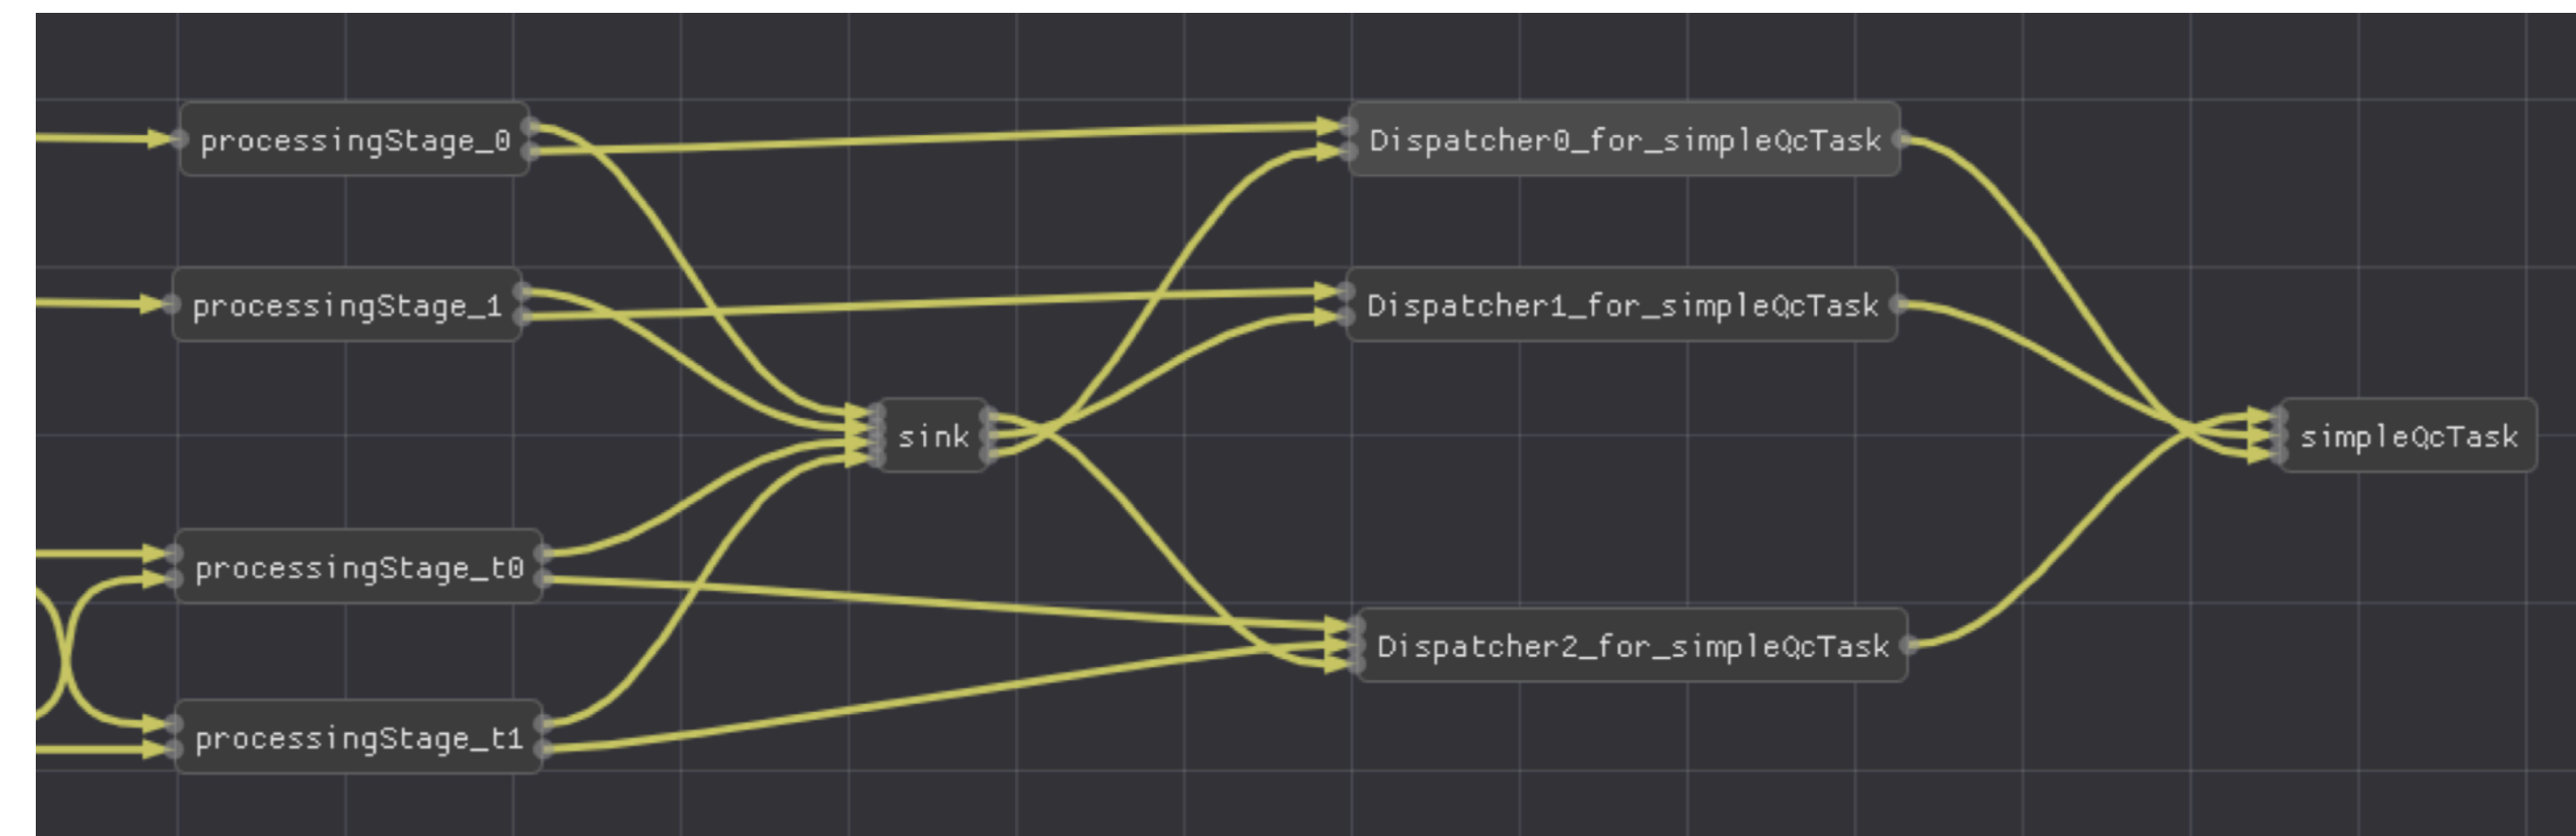 processingStage_0
Dispatcher0_for_simpleQcTask
processingStage_1
Dispatcher1_for_simpleQcTask
sink
simpleQcTask
processingStage_t0
Dispatcher2_for_simpleQcTask
processingStage_t1